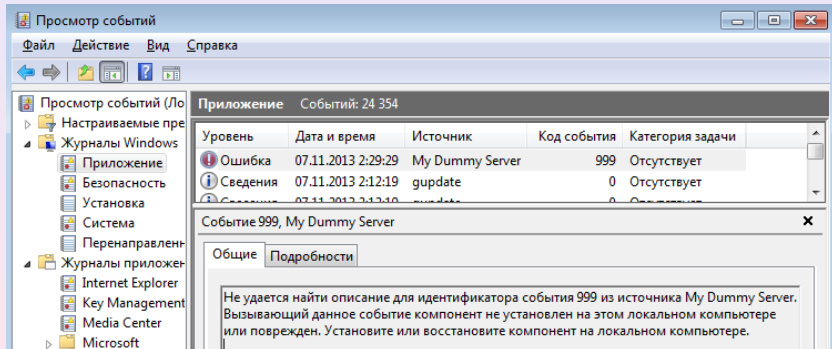 Просмотр событий
Файл Действие Вид Справка
Просмотр событий (Ло
Настраиваемые пре
Журналы Windows
Приложение
Безопасность
Установка
Система
Перенаправленн
Журналы приложен
Internet Explorer
Key Management
Media Center
Microsoft
Приложение Событий: 24 354
Уровень Дата и время Источник Код события Категория задачи
Ошибка 07.11.2013 2:29:29 My Dummy Server 999 Отсутствует
Сведения 07.11.2013 2:12:19 gupdate 0 Отсутствует
Событие 999, My Dummy Server
Общие Подробности
Не удается найти описание для идентификатора события 999 из источника My Dummy Server.
Вызывающий данное событие компонент не установлен на этом локальном компьютере
или поврежден. Установите или восстановите компонент на локальном компьютере.